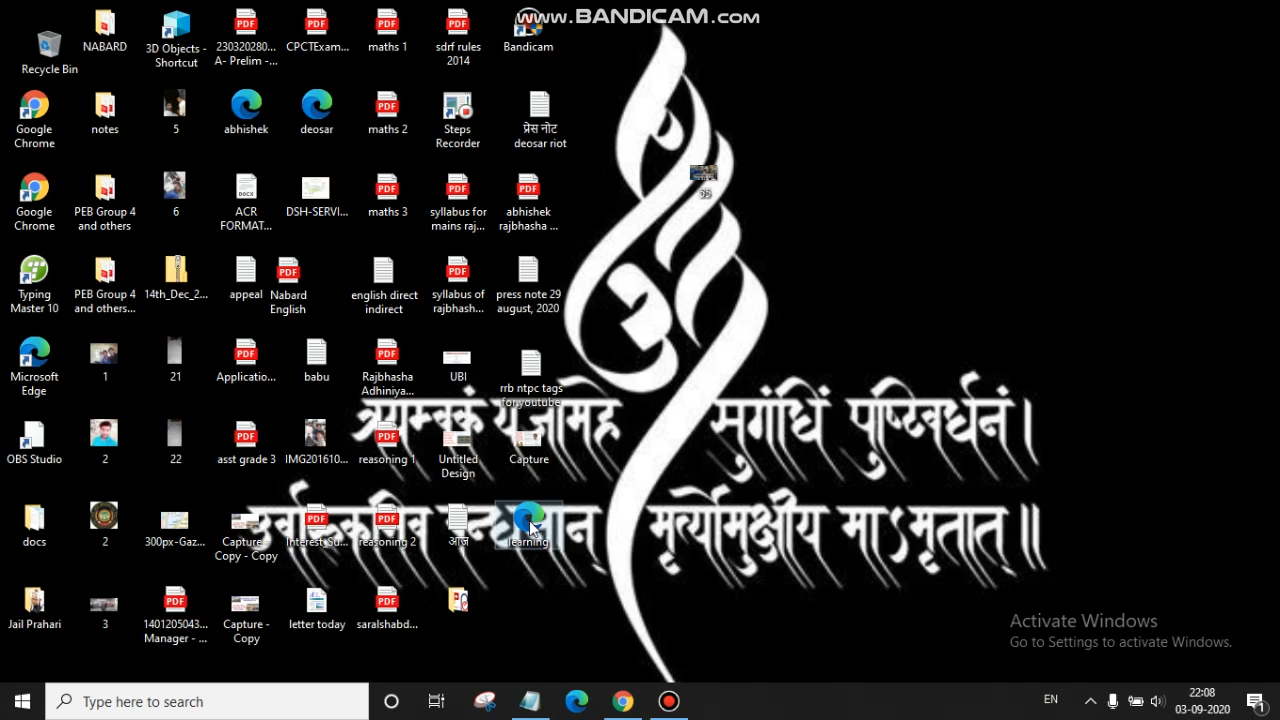 www.BANDICAM.com
Recycle Bin
NABARD
3D Objects - Shortcut
230320280... A- Prelim -...
CPCTExam...
maths 1
sdrf rules 2014
Bandicam
Google Chrome
notes
5
abhishek
deosar
maths 2
Steps Recorder
प्रेस नोट deosar riot
55
Google Chrome
PEB Group 4 and others
6
ACR FORMAT...
DSH-SERVI...
maths 3
syllabus for mains raj...
abhishek rajbhasha ...
Typing Master 10
PEB Group 4 and others...
14th_Dec_2...
appeal
Nabard English
english direct indirect
syllabus of rajbhash...
press note 29 august, 2020
Microsoft Edge
1
21
Applicatio...
babu
Rajbhasha Adhiniya...
UBI
rrb ntpc tags foryoutube
त्र्यम्बकं यजामहे सुगंधिं पुष्टिवर्धनं।
OBS Studio
2
22
asst grade 3
IMG201610...
reasoning 1
Untitled Design
Capture
मृर्त्योमुक्षीय माऽमृतात्॥
docs
2
300px-Gaz...
Capture - Copy - Copy
Interest-Su...
reasoning 2
आज
learning
Jail Prahari
3
1401205043... Manager - ...
Capture - Copy
letter today
saralshabd...
Activate Windows
Go to Settings to activate Windows.
Type here to search
EN
22:08
03-09-2020
1